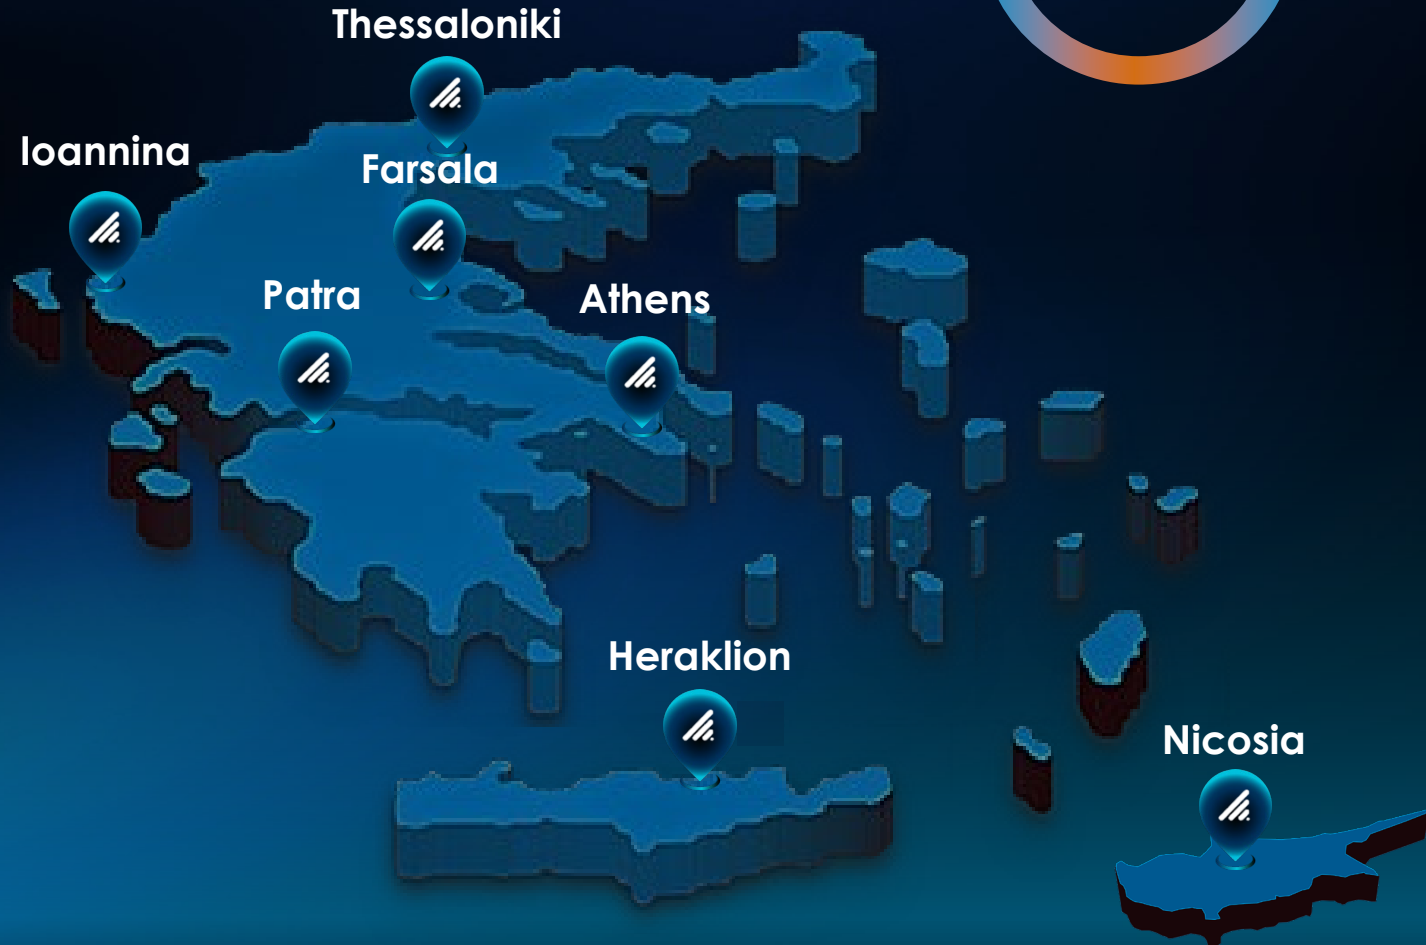 Thessaloniki
Ioannina
Farsala
Patra
Athens
Heraklion
Nicosia